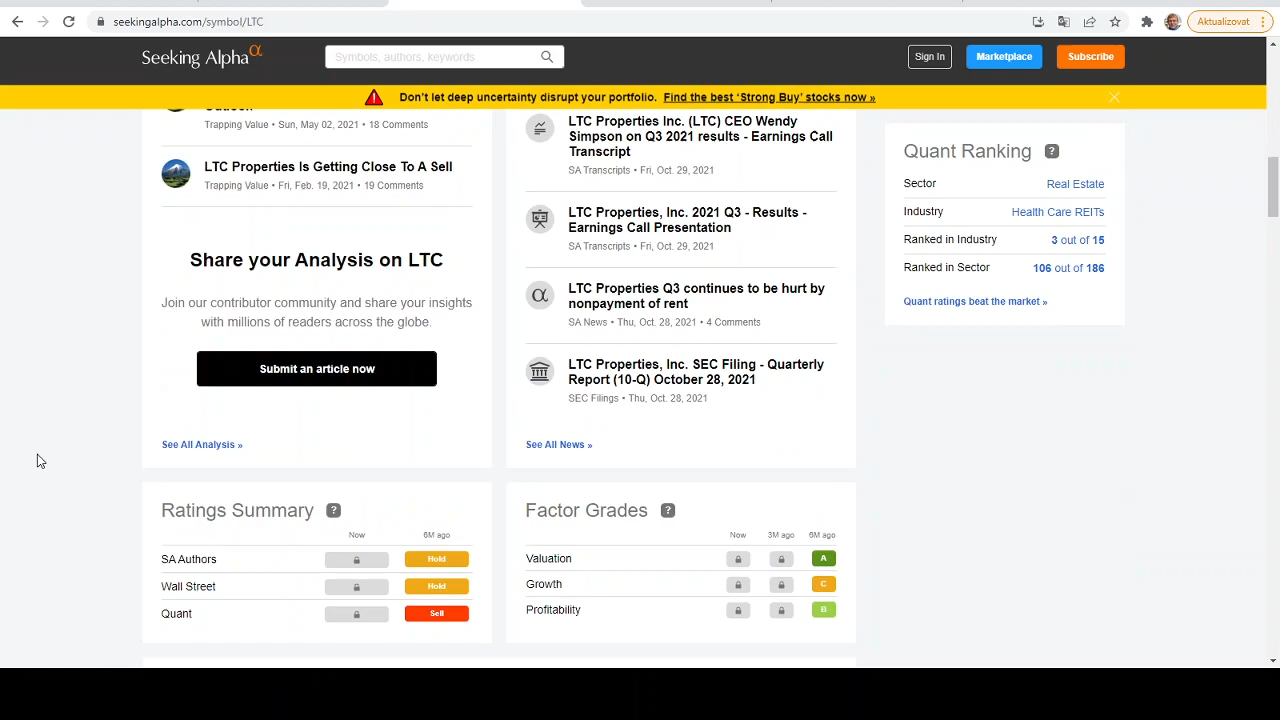 seekingalpha.com/symbol/LTC
Aktualizovat
Seeking Alpha α
Symbols, authors, keywords
Sign In
Marketplace
Subscribe
Don't let deep uncertainty disrupt your portfolio. Find the best 'Strong Buy' stocks now »
Outlook
Trapping Value • Sun, May 02, 2021 • 18 Comments
LTC Properties Is Getting Close To A Sell
Trapping Value • Fri, Feb. 19, 2021 • 19 Comments
Share your Analysis on LTC
Join our contributor community and share your insights
with millions of readers across the globe.
Submit an article now
See All Analysis »
LTC Properties Inc. (LTC) CEO Wendy
Simpson on Q3 2021 results - Earnings Call
Transcript
SA Transcripts • Fri, Oct. 29, 2021
LTC Properties, Inc. 2021 Q3 - Results -
Earnings Call Presentation
SA Transcripts • Fri, Oct. 29, 2021
α
LTC Properties Q3 continues to be hurt by
nonpayment of rent
SA News • Thu, Oct. 28, 2021 • 4 Comments
LTC Properties, Inc. SEC Filing - Quarterly
Report (10-Q) October 28, 2021
SEC Filings • Thu, Oct. 28, 2021
See All News »
Quant Ranking ?
Sector Real Estate
Industry Health Care REITs
Ranked in Industry 3 out of 15
Ranked in Sector 106 out of 186
Quant ratings beat the market »
Ratings Summary ?
Now 6M ago
SA Authors Hold
Wall Street Hold
Quant Sell
Factor Grades ?
Now 3M ago 6M ago
Valuation A
Growth C
Profitability B